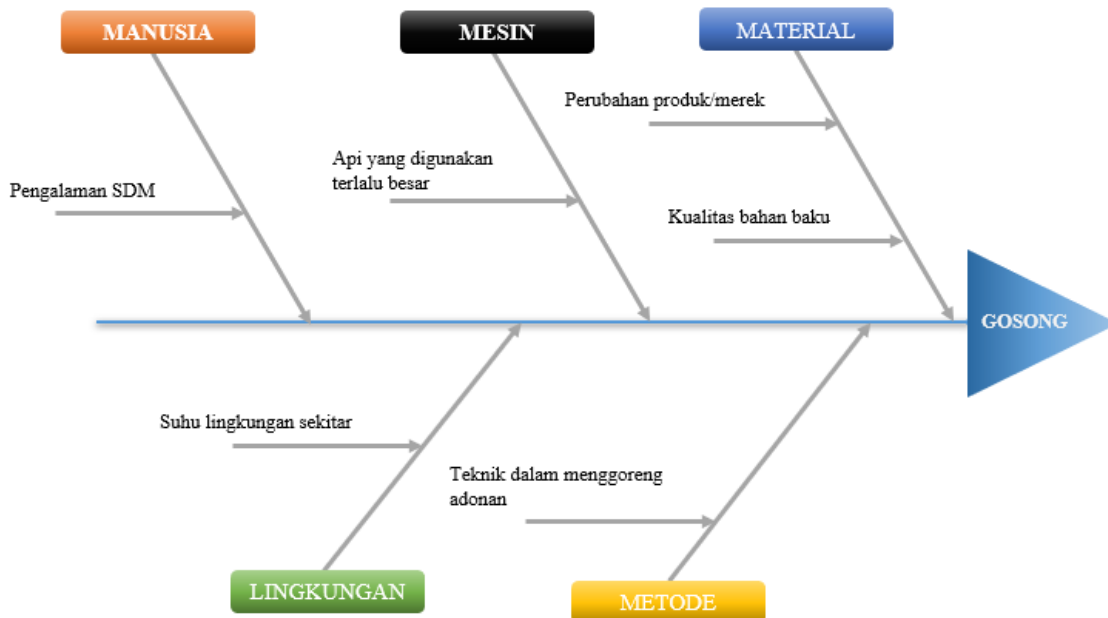 MANUSIA
MESIN
MATERIAL
Perubahan produk/merek
Api yang digunakan
terlalu besar
Pengalaman SDM
Kualitas bahan baku
GOSONG
Suhu lingkungan sekitar
Teknik dalam menggoreng
adonan
LINGKUNGAN
METODE